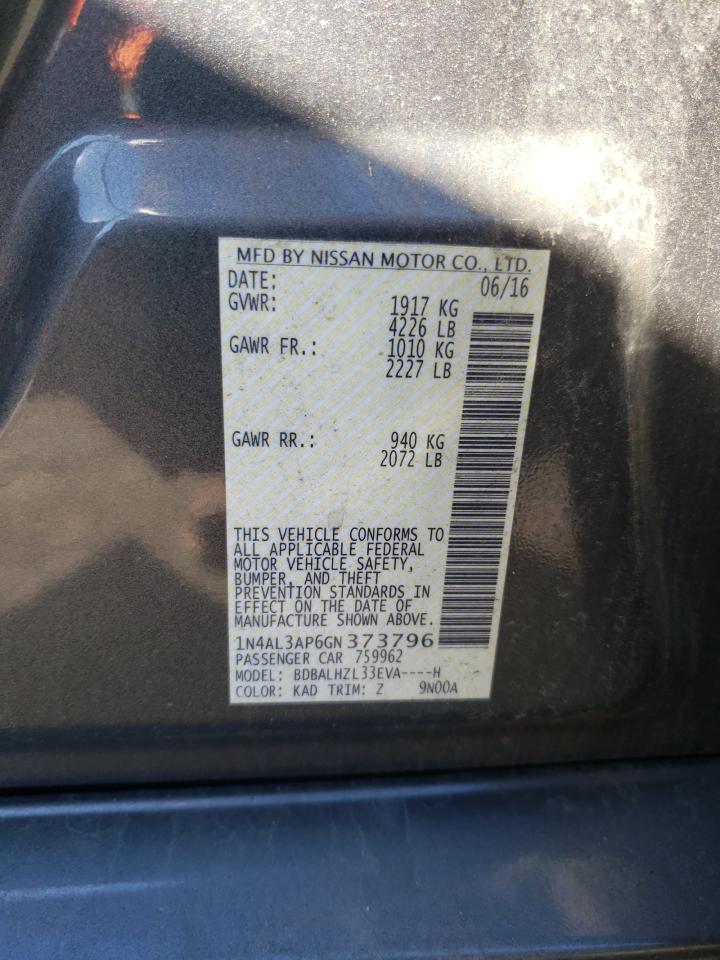 MFD BY NISSAN MOTOR CO., LTD.
DATE: 06/16
GVWR: 1917 KG
4226 LB
GAWR FR.: 1010 KG
2227 LB
GAWR RR.: 940 KG
2072 LB
THIS VEHICLE CONFORMS TO
ALL APPLICABLE FEDERAL
MOTOR VEHICLE SAFETY,
BUMPER, AND THEFT
PREVENTION STANDARDS IN
EFFECT ON THE DATE OF
MANUFACTURE SHOWN ABOVE.
1N4AL3AP6GN373796
PASSENGER CAR 759962
MODEL: BDBALHZL33EVA----H -
COLOR: KAD TRIM: Z 9N00A